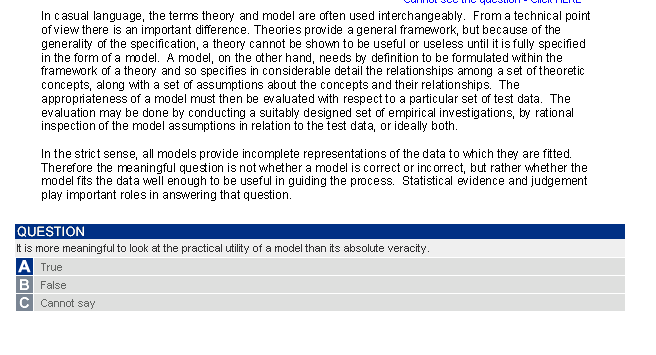 Cannot see the question - Click HERE
In casual language, the terms theory and model are often used interchangeably. From a technical point
of view there is an important difference. Theories provide a general framework, but because of the
generality of the specification, a theory cannot be shown to be useful or useless until it is fully specified
in the form of a model. A model, on the other hand, needs by definition to be formulated within the
framework of a theory and so specifies in considerable detail the relationships among a set of theoretic
concepts, along with a set of assumptions about the concepts and their relationships. The
appropriateness of a model must then be evaluated with respect to a particular set of test data. The
evaluation may be done by conducting a suitably designed set of empirical investigations, by rational
inspection of the model assumptions in relation to the test data, or ideally both.
In the strict sense, all models provide incomplete representations of the data to which they are fitted.
Therefore the meaningful question is not whether a model is correct or incorrect, but rather whether the
model fits the data well enough to be useful in guiding the process. Statistical evidence and judgement
play important roles in answering that question.
QUESTION
It is more meaningful to look at the practical utility of a model than its absolute veracity.
A True
B False
C Cannot say